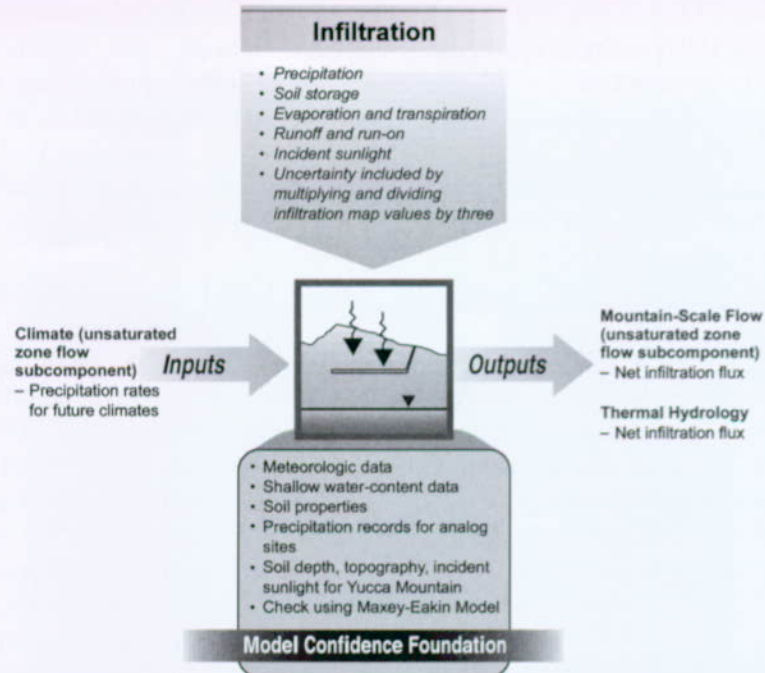 Infiltration
• Precipitation
• Soil storage
• Evaporation and transpiration
• Runoff and run-on
• Incident sunlight
• Uncertainty included by
multiplying and dividing
infiltration map values by three
Climate (unsaturated
zone flow
subcomponent)
– Precipitation rates
for future climates
Inputs
Outputs
Mountain-Scale Flow
(unsaturated zone
flow subcomponent)
– Net infiltration flux
Thermal Hydrology
– Net infiltration flux
• Meteorologic data
• Shallow water-content data
• Soil properties
• Precipitation records for analog
sites
• Soil depth, topography, incident
sunlight for Yucca Mountain
• Check using Maxey-Eakin Model
Model Confidence Foundation